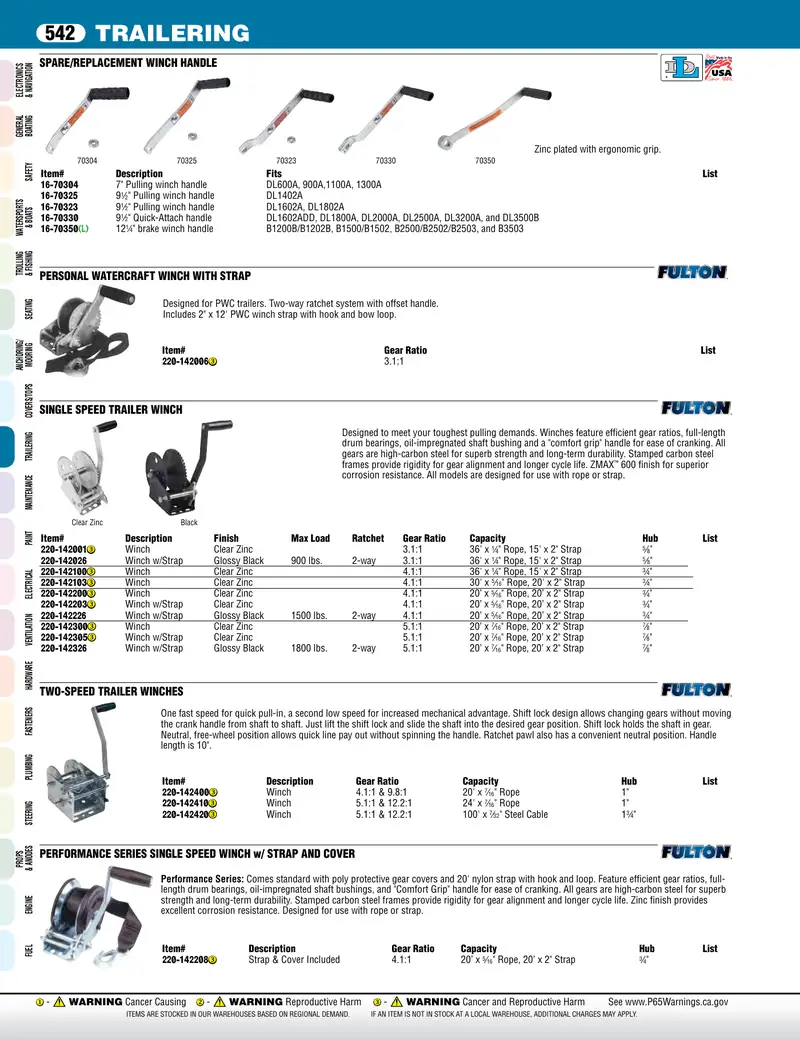 542 TRAILERING
ELECTRONICS & NAVIGATION
GENERAL BOATING
SAFETY
WATERSPORTS & BOATS
TROLLING & FISHING
SEATING
ANCHORING/ MOORING
COVERS/TOPS
TRAILERING
MAINTENANCE
PAINT
ELECTRICAL
VENTILATION
HARDWARE
FASTENERS
PLUMBING
STEERING
PROPS & ANODES
ENGINE
FUEL
SPARE/REPLACEMENT WINCH HANDLE
DL
Made in the
USA
70304 70325 70323 70330 70350
Zinc plated with ergonomic grip.
Item# Description Fits List
16-70304 7" Pulling winch handle DL600A, 900A,1100A, 1300A
16-70325 9½" Pulling winch handle DL1402A
16-70323 9½" Pulling winch handle DL1602A, DL1802A
16-70330 9½" Quick-Attach handle DL1602ADD, DL1800A, DL2000A, DL2500A, DL3200A, and DL3500B
16-70350(L) 12¼" brake winch handle B1200B/B1202B, B1500/B1502, B2500/B2502/B2503, and B3503
PERSONAL WATERCRAFT WINCH WITH STRAP
FULTON
Designed for PWC trailers. Two-way ratchet system with offset handle.
Includes 2" x 12' PWC winch strap with hook and bow loop.
Item# Gear Ratio List
220-142006 3 3.1:1
SINGLE SPEED TRAILER WINCH
FULTON
Designed to meet your toughest pulling demands. Winches feature efficient gear ratios, full-length
drum bearings, oil-impregnated shaft bushing and a "comfort grip" handle for ease of cranking. All
gears are high-carbon steel for superb strength and long-term durability. Stamped carbon steel
frames provide rigidity for gear alignment and longer cycle life. ZMAX™ 600 finish for superior
corrosion resistance. All models are designed for use with rope or strap.
Clear Zinc Black
Item# Description Finish Max Load Ratchet Gear Ratio Capacity Hub List
220-142001 3 Winch Clear Zinc 3.1:1 36' x ¼" Rope, 15' x 2" Strap ⅝"
220-142026 Winch w/Strap Glossy Black 900 lbs. 2-way 3.1:1 36' x ¼" Rope, 15' x 2" Strap ⅝"
220-142100 3 Winch Clear Zinc 4.1:1 36' x ¼" Rope, 15' x 2" Strap ¾"
220-142103 3 Winch Clear Zinc 4.1:1 30' x 5⁄16" Rope, 20' x 2" Strap ¾"
220-142200 3 Winch Clear Zinc 4.1:1 20' x 5⁄16" Rope, 20' x 2" Strap ¾"
220-142203 3 Winch w/Strap Clear Zinc 4.1:1 20' x 5⁄16" Rope, 20' x 2" Strap ¾"
220-142226 Winch w/Strap Glossy Black 1500 lbs. 2-way 4.1:1 20' x 5⁄16" Rope, 20' x 2" Strap ¾"
220-142300 3 Winch Clear Zinc 5.1:1 20' x 7⁄16" Rope, 20' x 2" Strap ⅞"
220-142305 3 Winch w/Strap Clear Zinc 5.1:1 20' x 7⁄16" Rope, 20' x 2" Strap ⅞"
220-142326 Winch w/Strap Glossy Black 1800 lbs. 2-way 5.1:1 20' x 7⁄16" Rope, 20' x 2" Strap ⅞"
TWO-SPEED TRAILER WINCHES
FULTON
One fast speed for quick pull-in, a second low speed for increased mechanical advantage. Shift lock design allows changing gears without moving
the crank handle from shaft to shaft. Just lift the shift lock and slide the shaft into the desired gear position. Shift lock holds the shaft in gear.
Neutral, free-wheel position allows quick line pay out without spinning the handle. Ratchet pawl also has a convenient neutral position. Handle
length is 10".
Item# Description Gear Ratio Capacity Hub List
220-142400 3 Winch 4.1:1 & 9.8:1 20' x 7⁄16" Rope 1"
220-142410 3 Winch 5.1:1 & 12.2:1 24' x 7⁄16" Rope 1"
220-142420 3 Winch 5.1:1 & 12.2:1 100' x 7⁄32" Steel Cable 1¾"
PERFORMANCE SERIES SINGLE SPEED WINCH w/ STRAP AND COVER
FULTON
Performance Series: Comes standard with poly protective gear covers and 20' nylon strap with hook and loop. Feature efficient gear ratios, full-
length drum bearings, oil-impregnated shaft bushings, and "Comfort Grip" handle for ease of cranking. All gears are high-carbon steel for superb
strength and long-term durability. Stamped carbon steel frames provide rigidity for gear alignment and longer cycle life. Zinc finish provides
excellent corrosion resistance. Designed for use with rope or strap.
Item# Description Gear Ratio Capacity Hub List
220-142208 3 Strap & Cover Included 4.1:1 20' x 5⁄16" Rope, 20' x 2" Strap ¾"
1 - WARNING Cancer Causing 2 - WARNING Reproductive Harm 3 - WARNING Cancer and Reproductive Harm See www.P65Warnings.ca.gov
ITEMS ARE STOCKED IN OUR WAREHOUSES BASED ON REGIONAL DEMAND. IF AN ITEM IS NOT IN STOCK AT A LOCAL WAREHOUSE, ADDITIONAL CHARGES MAY APPLY.